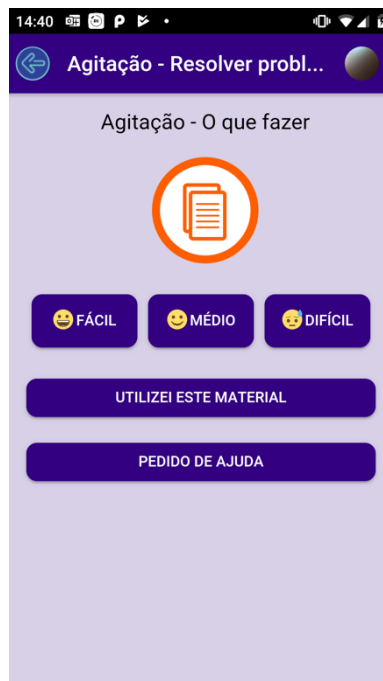 14:40
Agitação - Resolver probl...
Agitação - O que fazer
FÁCIL
MÉDIO
DIFÍCIL
UTILIZEI ESTE MATERIAL
PEDIDO DE AJUDA